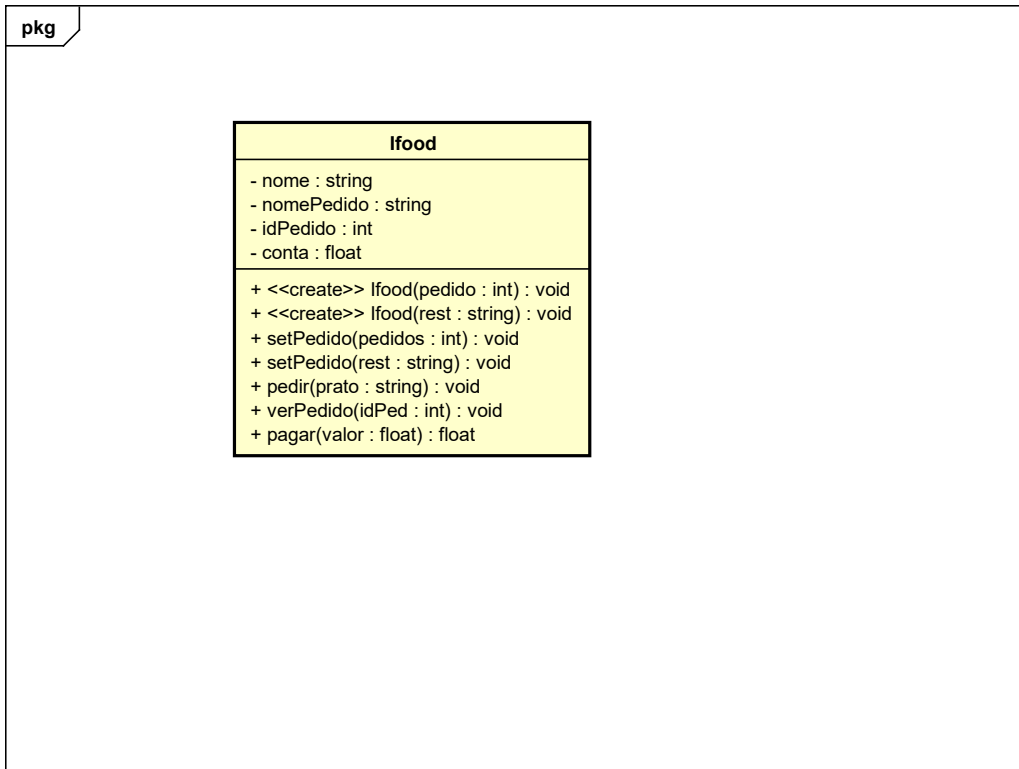 pkg
Ifood
- nome : string
- nomePedido : string
- idPedido : int
- conta : float
+ <<create>> Ifood(pedido : int) : void
+ <<create>> Ifood(rest : string) : void
+ setPedido(pedidos : int) : void
+ setPedido(rest : string) : void
+ pedir(prato : string) : void
+ verPedido(idPed : int) : void
+ pagar(valor : float) : float